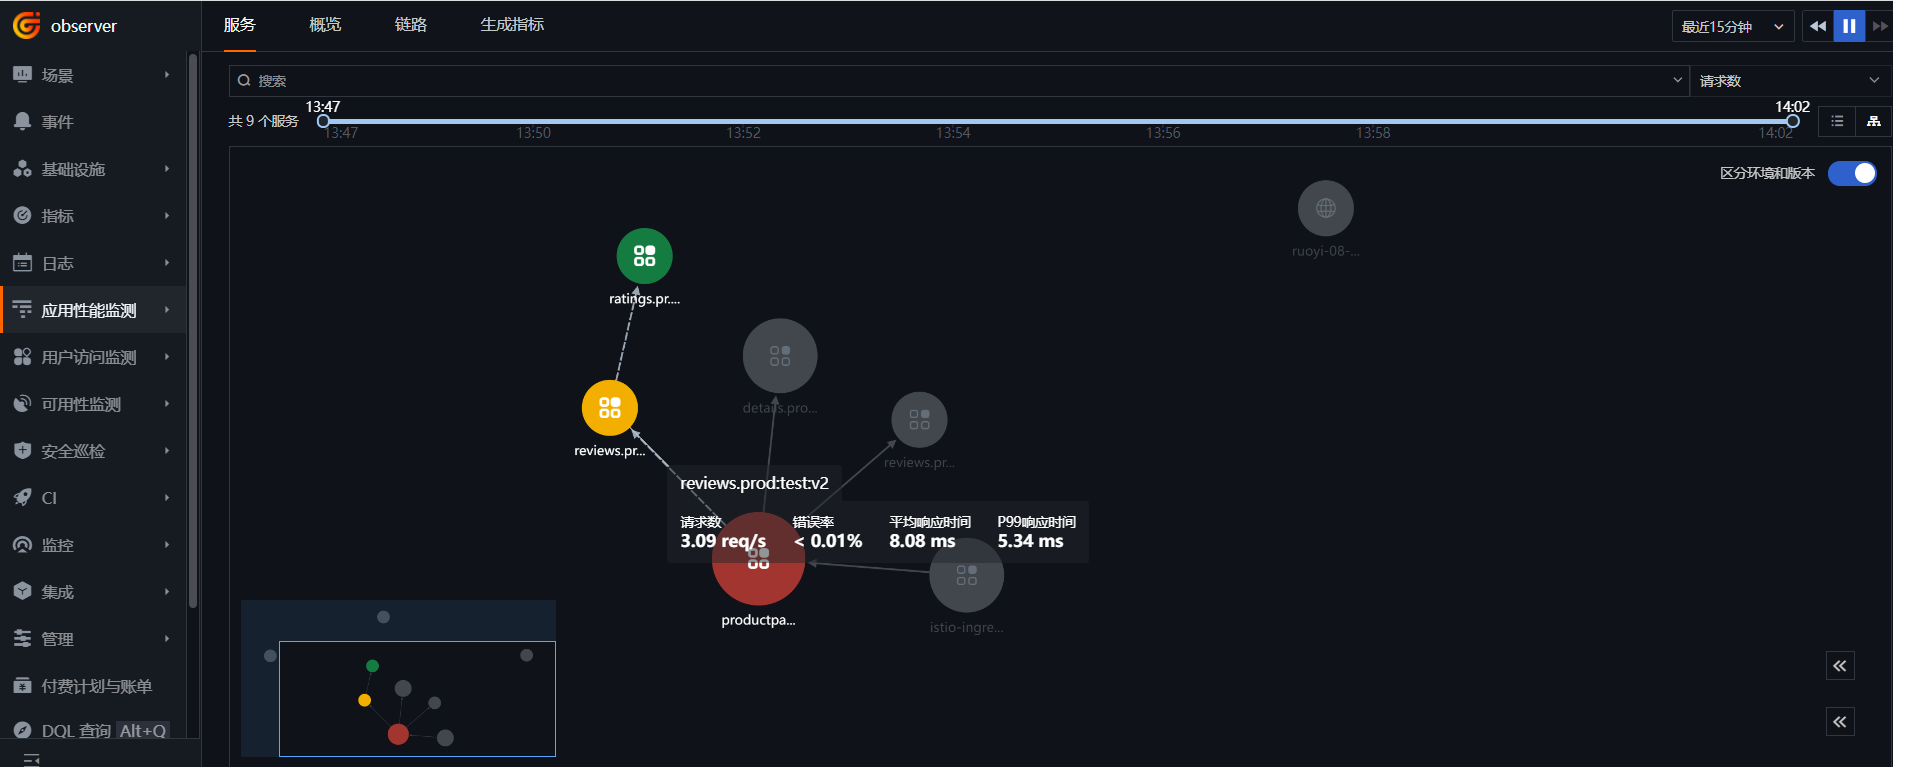 observer
服务
概览
链路
生成指标
最近15分钟
场景
事件
基础设施
指标
日志
应用性能监测
用户访问监测
可用性监测
安全巡检
CI
监控
集成
管理
付费计划与账单
DQL 查询 Alt+Q
搜索
请求数
共 9 个服务
13:47
14:02
13:47
13:50
13:52
13:54
13:56
13:58
14:02
区分环境和版本
ruoyi-08-...
ratings.pr....
details.pro...
reviews.pr...
reviews.pr...
reviews.prod:test:v2
请求数 错误率 平均响应时间 P99响应时间
3.09 req/s < 0.01% 8.08 ms 5.34 ms
productpa...
istio-ingre...